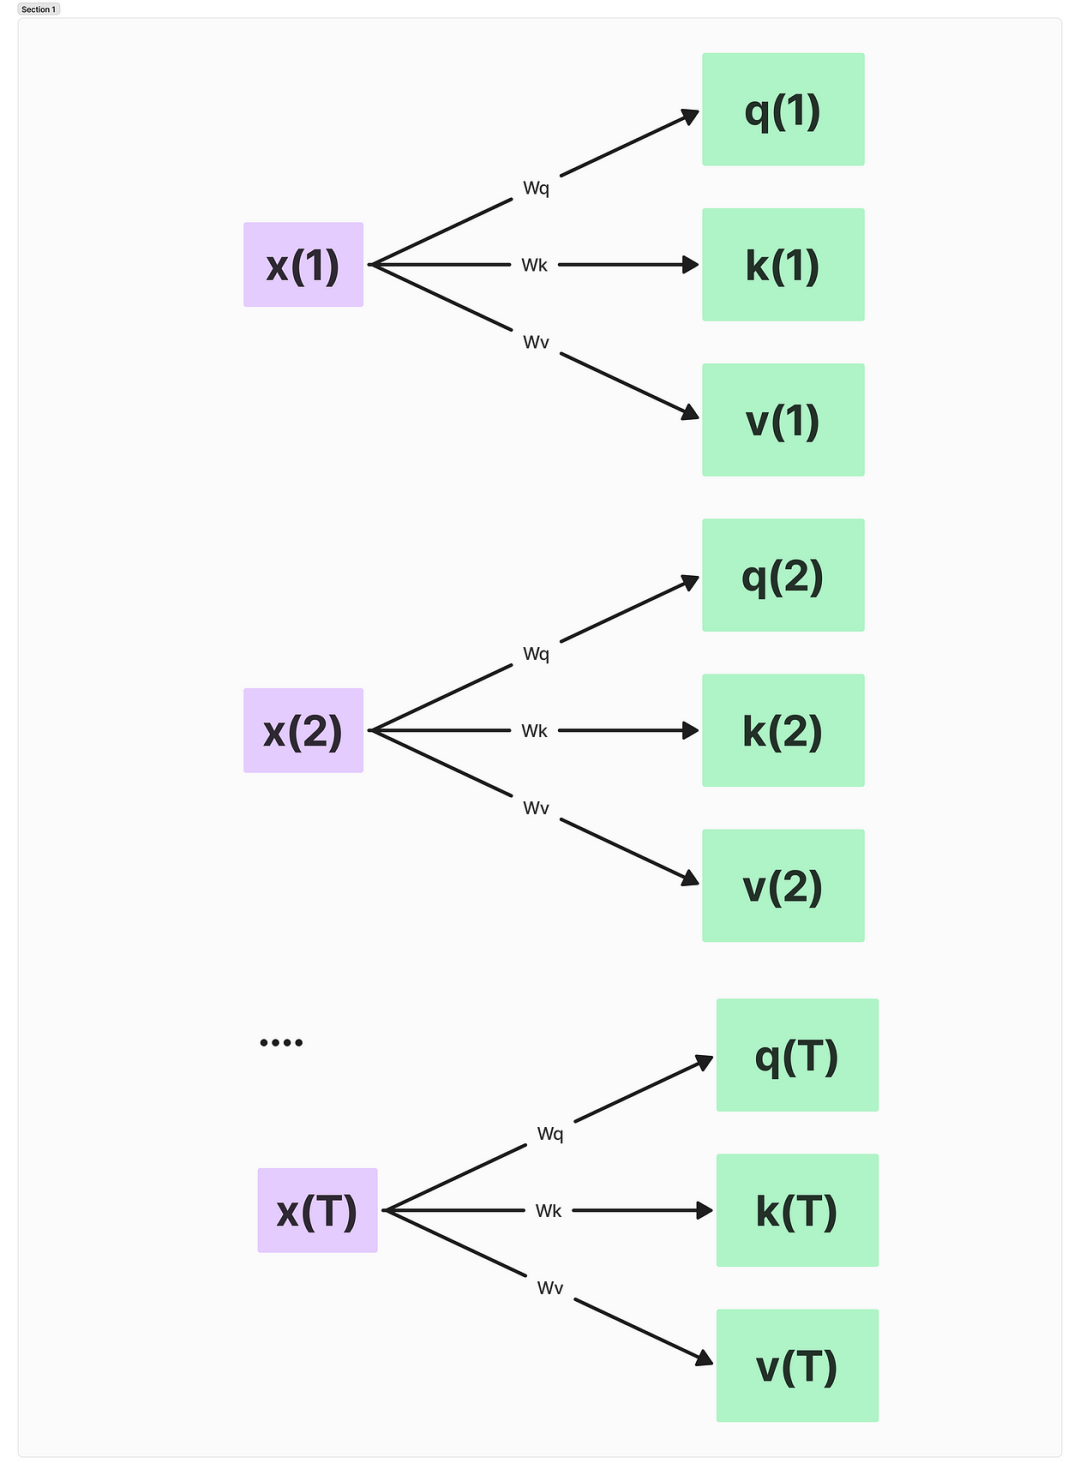 Section 1
q(1)
Wq
x(1)
Wk
k(1)
Wv
v(1)
q(2)
Wq
x(2)
Wk
k(2)
Wv
v(2)
....
q(T)
Wq
x(T)
Wk
k(T)
Wv
v(T)